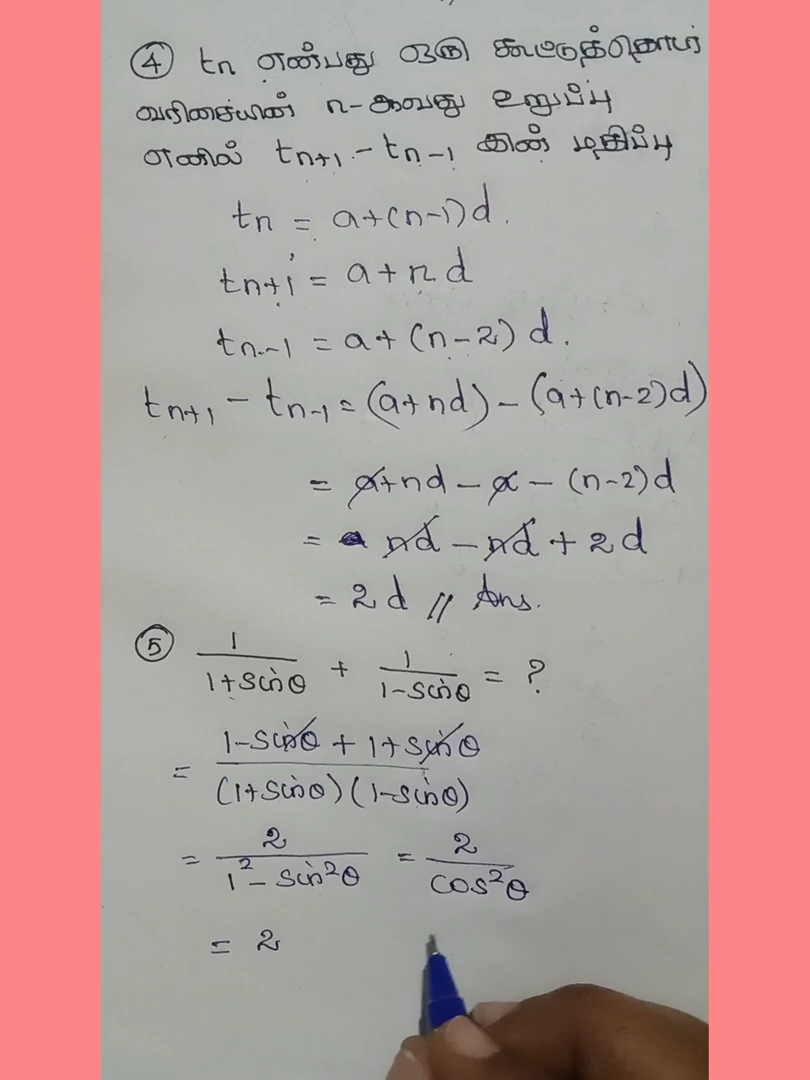 ④ tn என்பது ஒரு கூட்டுத்தொடர்
வரிசையின் n-ஆவது உறுப்பு
எனில் tn+1 - tn-1 இன் மதிப்பு
tn = a+(n-1)d.
tn+1 = a+nd
tn-1 = a+(n-2)d.
tn+1 - tn-1 = (a+nd) - (a+(n-2)d)
= a+nd - a - (n-2)d
= nd - nd + 2d
= 2d // Ans.
⑤ 1/(1+sinθ) + 1/(1-sinθ) = ?
= (1-sinθ + 1+sinθ)/((1+sinθ)(1-sinθ))
= 2/(1²-sin²θ) = 2/cos²θ
= 2